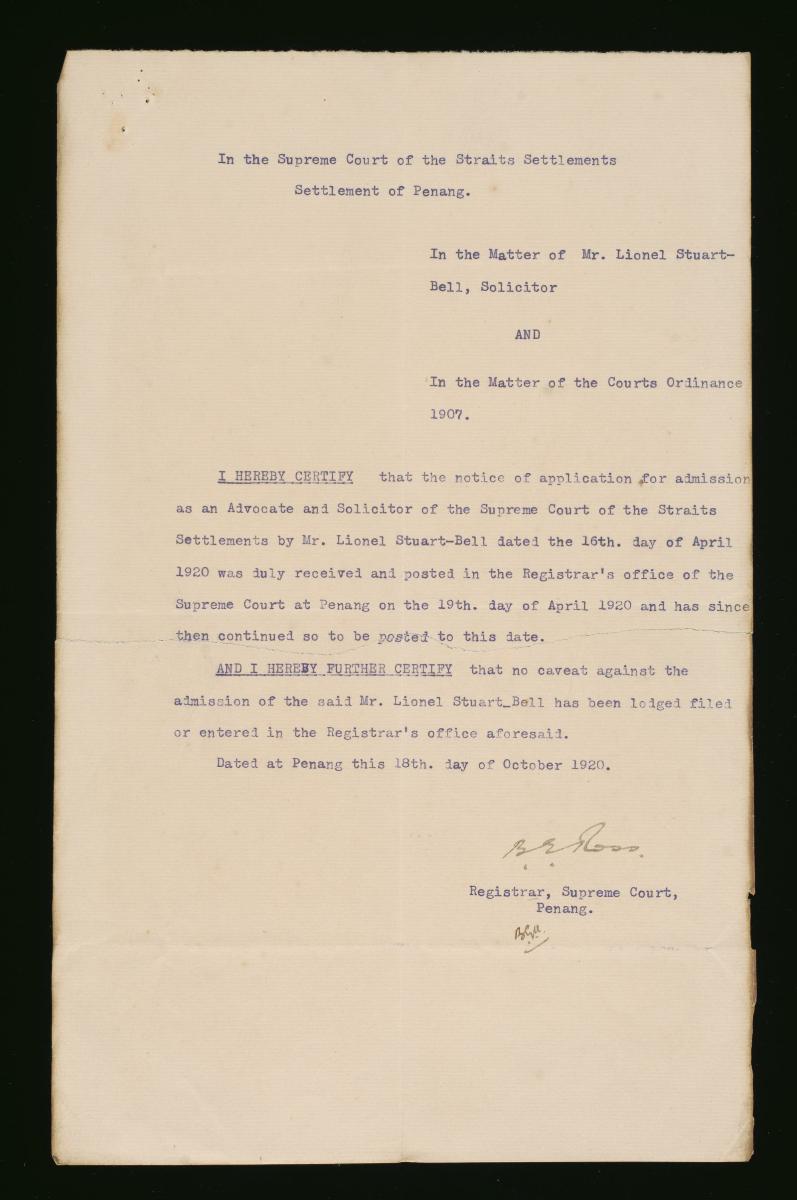 In the Supreme Court of the Straits Settlements
Settlement of Penang.
In the Matter of Mr. Lionel Stuart-
Bell, Solicitor
AND
In the Matter of the Courts Ordinance
1907.
I HEREBY CERTIFY that the notice of application for admission
as an Advocate and Solicitor of the Supreme Court of the Straits
Settlements by Mr. Lionel Stuart-Bell dated the 16th. day of April
1920 was duly received and posted in the Registrar's office of the
Supreme Court at Penang on the 19th. day of April 1920 and has since
then continued so to be posted to this date.
AND I HEREBY FURTHER CERTIFY that no caveat against the
admission of the said Mr. Lionel Stuart_Bell has been lodged filed
or entered in the Registrar's office aforesaid.
Dated at Penang this 18th. day of October 1920.
Ross.
Registrar, Supreme Court,
Penang.